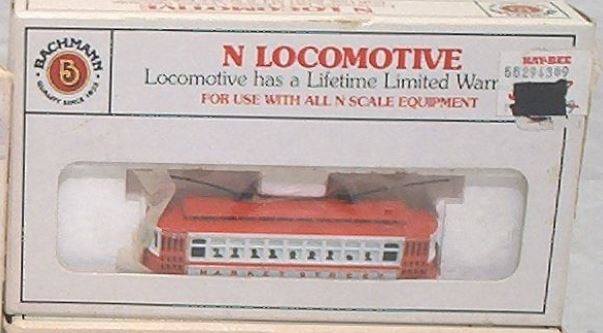 BACHMANN
QUALITY SINCE 1833
N LOCOMOTIVE
Locomotive has a Lifetime Limited Warr
FOR USE WITH ALL N SCALE EQUIPMENT
KAY-BEE
55294389
MARKET STREET